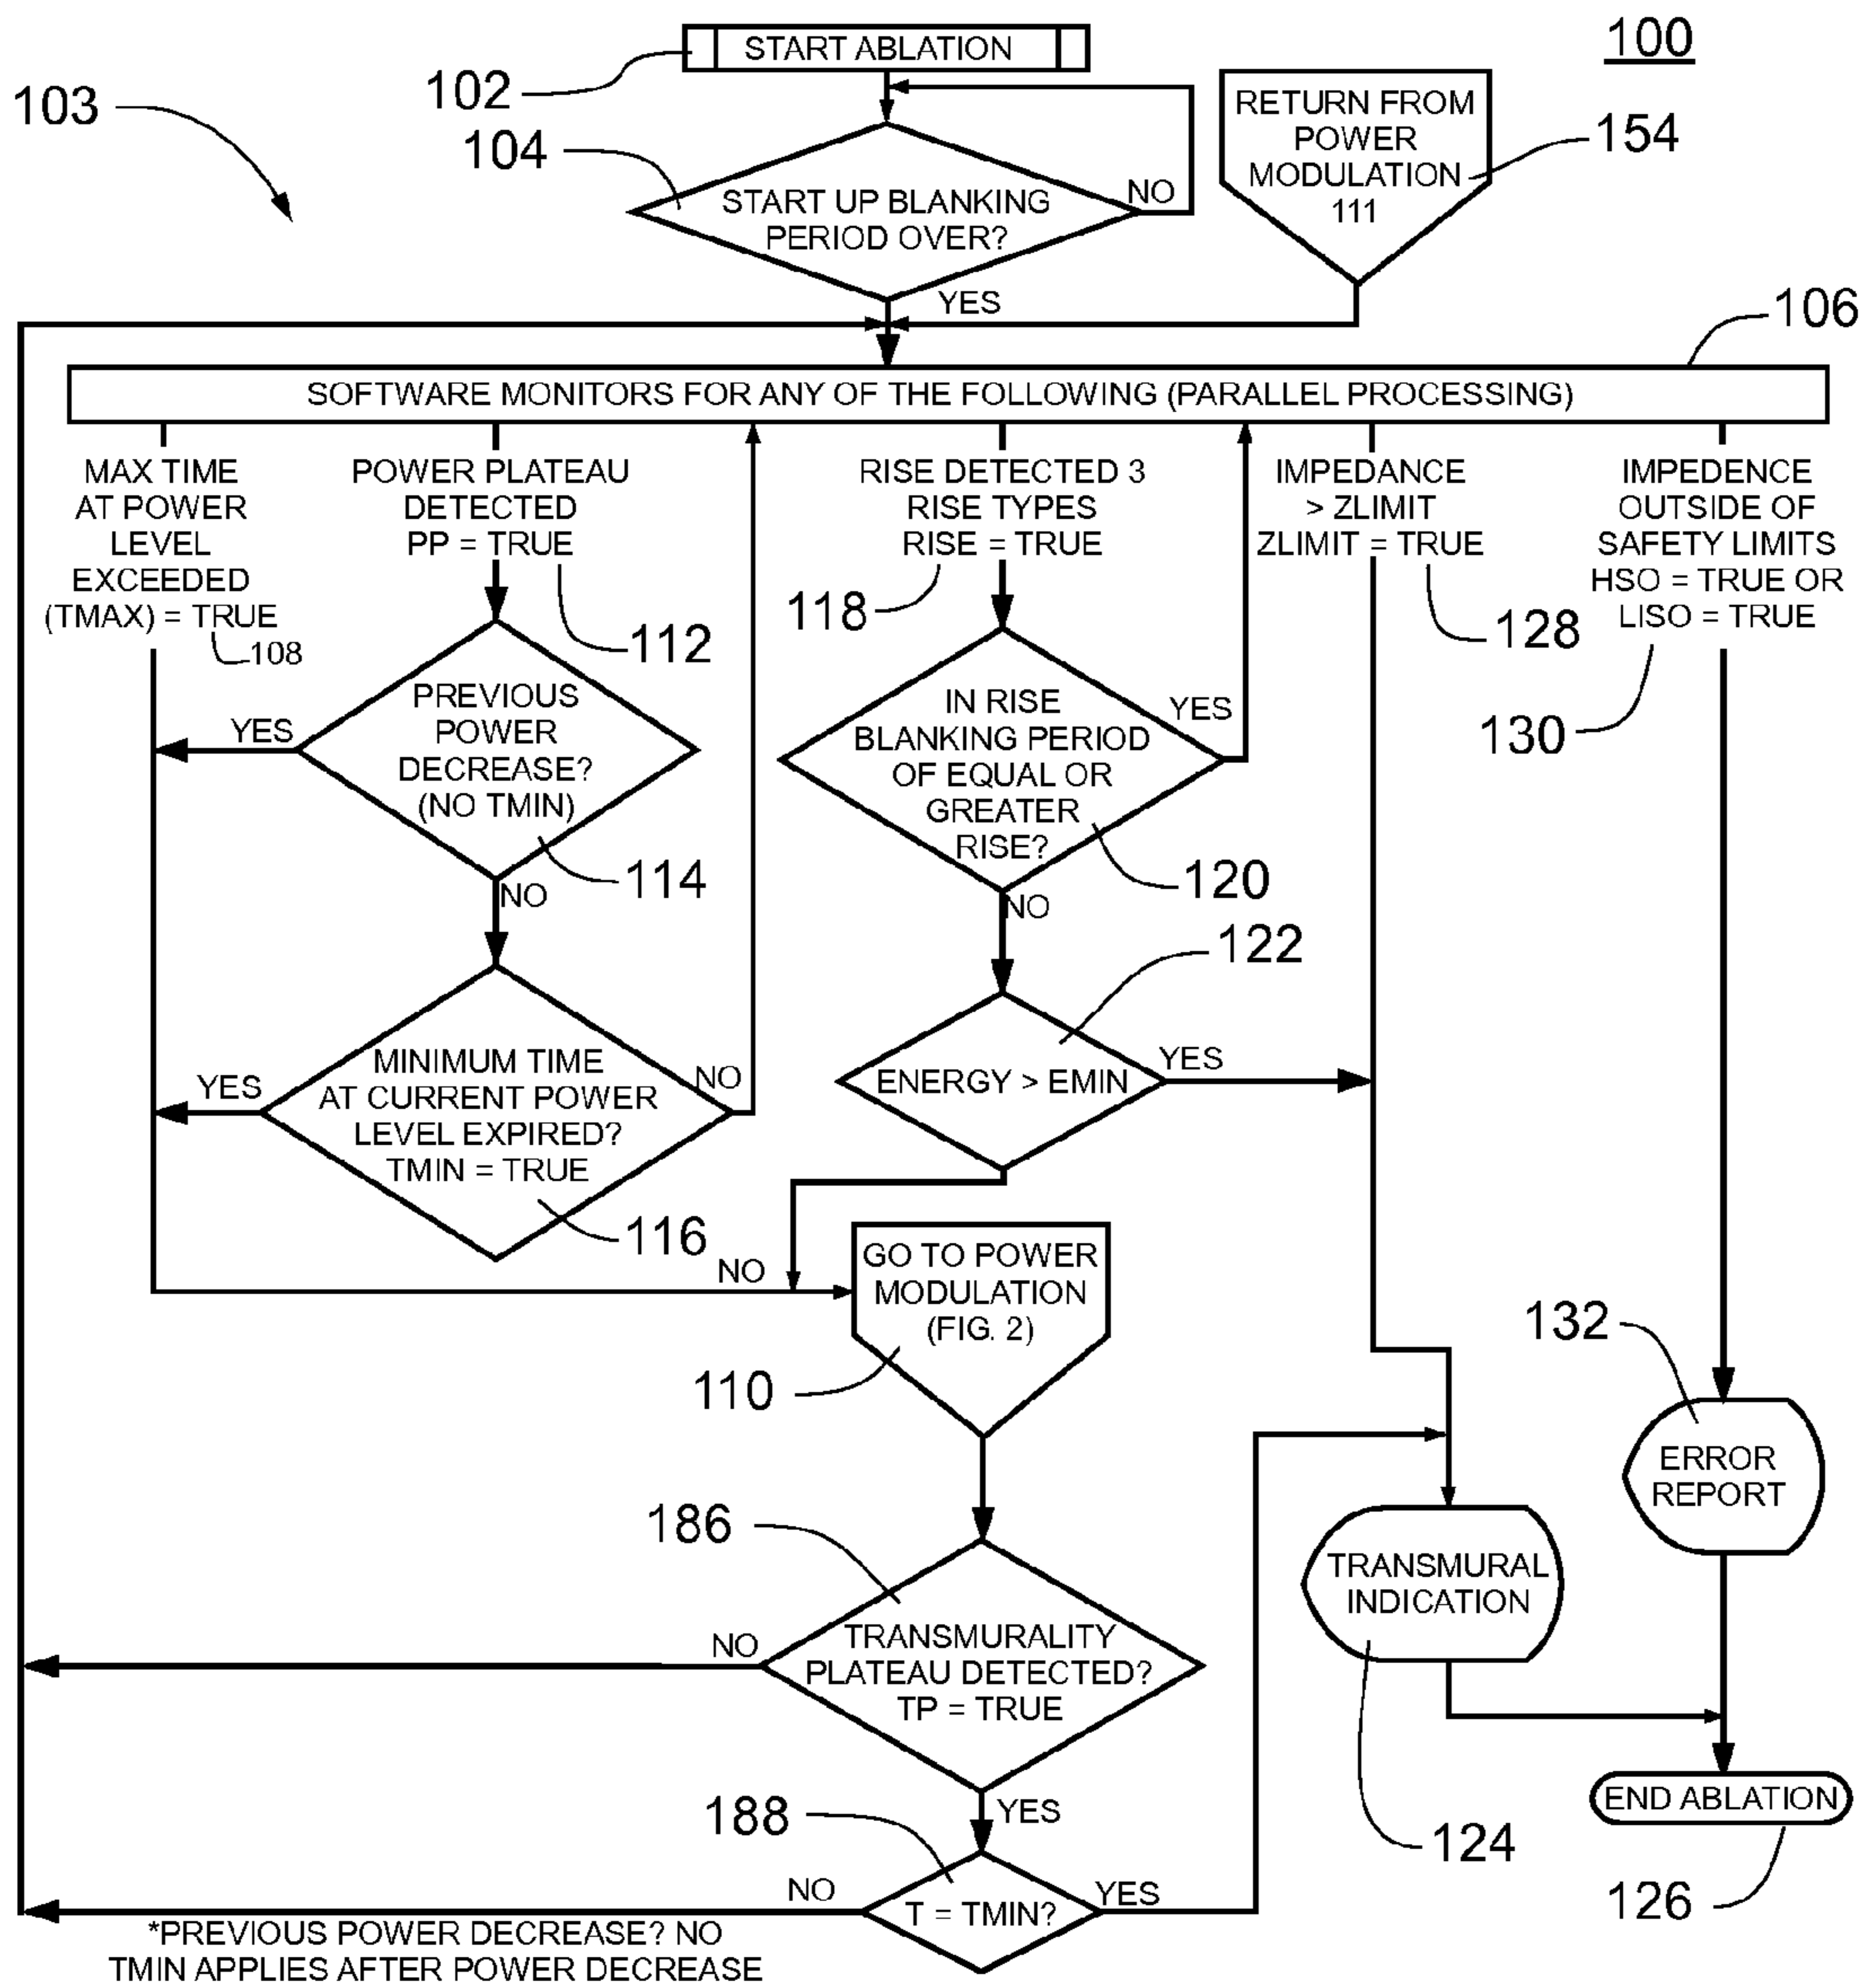 100
START ABLATION
102
103
104
START UP BLANKING
PERIOD OVER?
NO
YES
RETURN FROM
POWER
MODULATION
111
154
106
SOFTWARE MONITORS FOR ANY OF THE FOLLOWING (PARALLEL PROCESSING)
MAX TIME
AT POWER
LEVEL
EXCEEDED
(TMAX) = TRUE
108
POWER PLATEAU
DETECTED
PP = TRUE
112
RISE DETECTED 3
RISE TYPES
RISE = TRUE
118
IMPEDANCE
> ZLIMIT
ZLIMIT = TRUE
128
IMPEDENCE
OUTSIDE OF
SAFETY LIMITS
HSO = TRUE OR
LISO = TRUE
130
PREVIOUS
POWER
DECREASE?
(NO TMIN)
YES
NO
114
IN RISE
BLANKING PERIOD
OF EQUAL OR
GREATER
RISE?
YES
NO
120
MINIMUM TIME
AT CURRENT POWER
LEVEL EXPIRED?
TMIN = TRUE
YES
NO
116
122
ENERGY > EMIN
YES
NO
GO TO POWER
MODULATION
(FIG. 2)
110
132
ERROR
REPORT
186
TRANSMURALITY
PLATEAU DETECTED?
TP = TRUE
NO
YES
TRANSMURAL
INDICATION
124
188
T = TMIN?
NO
YES
END ABLATION
126
*PREVIOUS POWER DECREASE? NO
TMIN APPLIES AFTER POWER DECREASE